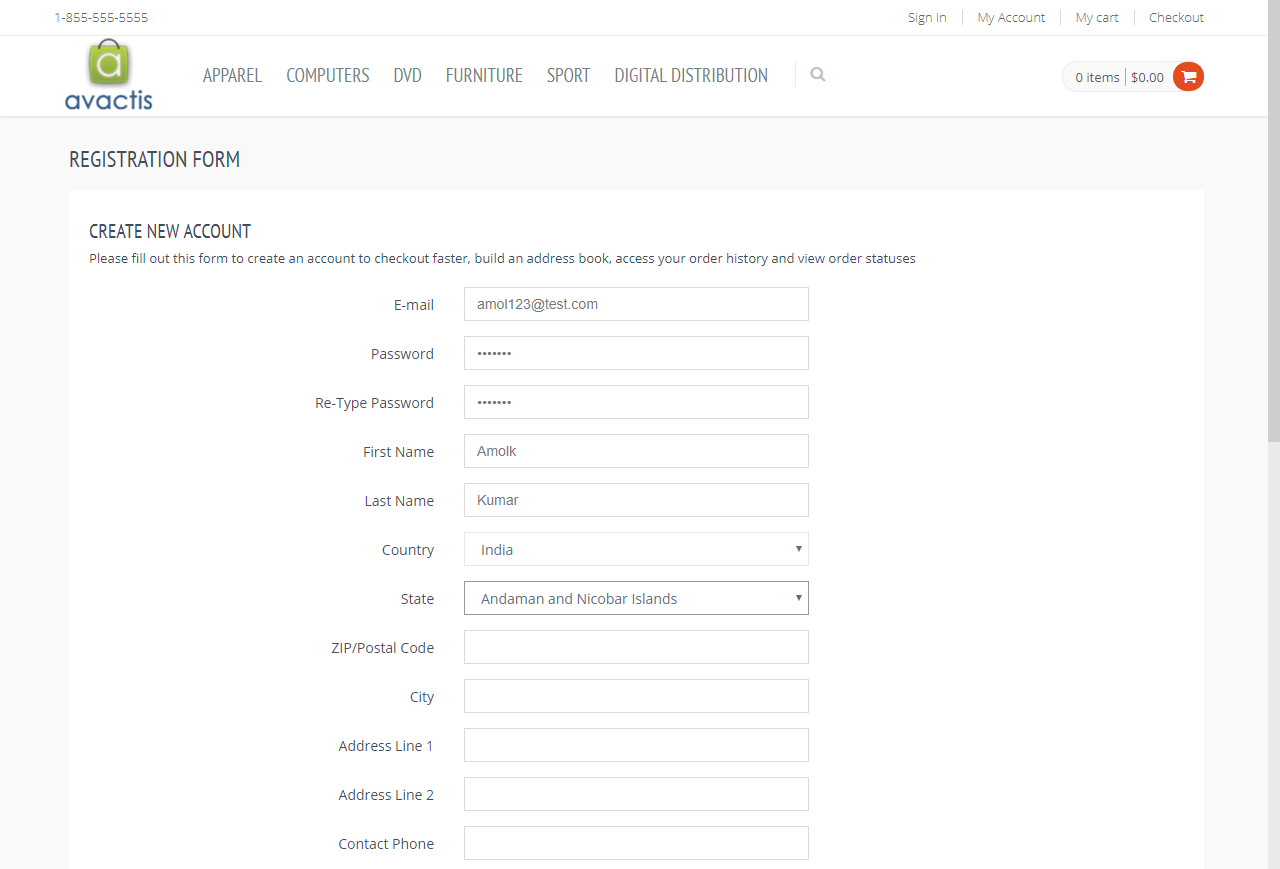 1-855-555-5555
Sign In
My Account
My cart
Checkout
a
avactis
APPAREL
COMPUTERS
DVD
FURNITURE
SPORT
DIGITAL DISTRIBUTION
0 items
$0.00
REGISTRATION FORM
CREATE NEW ACCOUNT
Please fill out this form to create an account to checkout faster, build an address book, access your order history and view order statuses
E-mail
amol123@test.com
Password
•••••••
Re-Type Password
•••••••
First Name
Amolk
Last Name
Kumar
Country
India
State
Andaman and Nicobar Islands
ZIP/Postal Code
City
Address Line 1
Address Line 2
Contact Phone